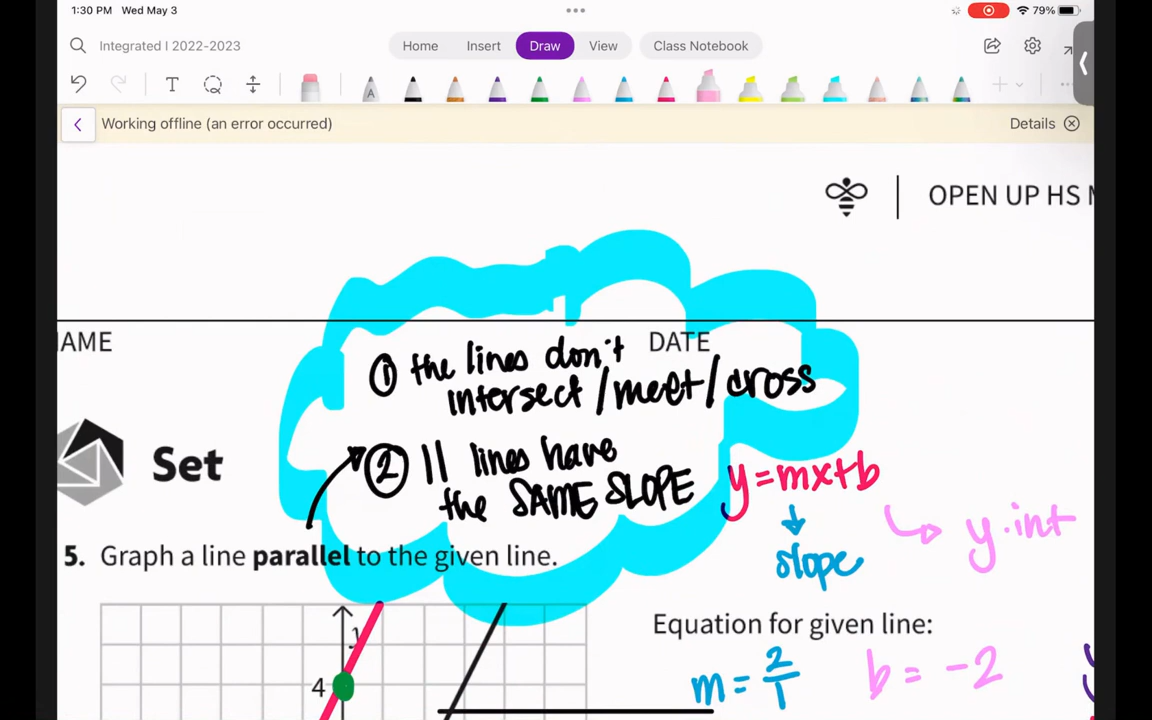 1:30 PM Wed May 3
79%
Integrated I 2022-2023
Home Insert Draw View Class Notebook
T A
Working offline (an error occurred)
Details
OPEN UP HS
AME
DATE
① the lines don't
intersect/meet/cross
Set
② || lines have
the SAME SLOPE
y=mx+b
slope
y.int
5. Graph a line parallel to the given line.
Equation for given line:
4
m = 2/1
b = -2